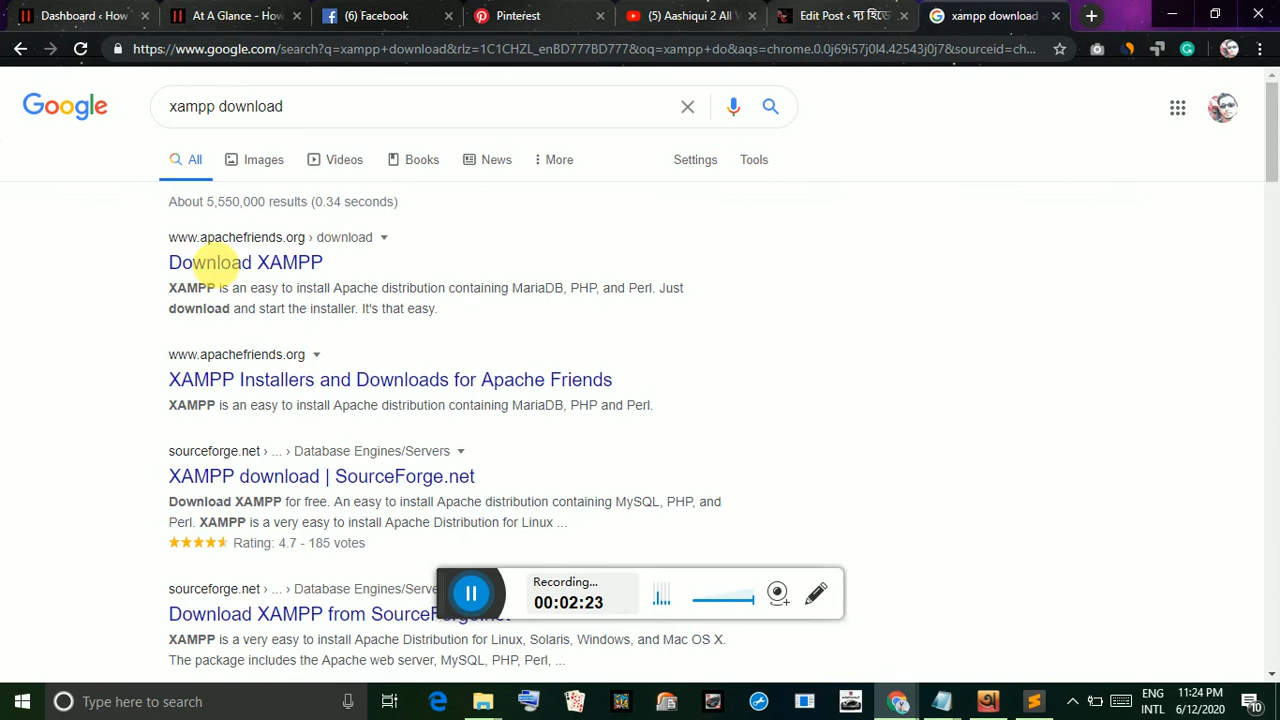 Dashboard ‹ How
At A Glance - How
(6) Facebook
Pinterest
(5) Aashiqui 2 All
Edit Post ‹ দ্য হিস্টে
xampp download
https://www.google.com/search?q=xampp+download&rlz=1C1CHZL_enBD777BD777&oq=xampp+do&aqs=chrome.0.0j69i57j0l4.42543j0j7&sourceid=ch...
Google
xampp download
All
Images
Videos
Books
News
More
Settings
Tools
About 5,550,000 results (0.34 seconds)
www.apachefriends.org › download
Download XAMPP
XAMPP is an easy to install Apache distribution containing MariaDB, PHP, and Perl. Just
download and start the installer. It's that easy.
www.apachefriends.org
XAMPP Installers and Downloads for Apache Friends
XAMPP is an easy to install Apache distribution containing MariaDB, PHP and Perl.
sourceforge.net › ... › Database Engines/Servers
XAMPP download | SourceForge.net
Download XAMPP for free. An easy to install Apache distribution containing MySQL, PHP, and
Perl. XAMPP is a very easy to install Apache Distribution for Linux ...
Rating: 4.7 - 185 votes
Recording...
00:02:23
sourceforge.net › ... › Database Engines/Serve
Download XAMPP from SourceForge.net
XAMPP is a very easy to install Apache Distribution for Linux, Solaris, Windows, and Mac OS X.
The package includes the Apache web server, MySQL, PHP, Perl, ...
Type here to search
ENG
INTL
11:24 PM
6/12/2020
10